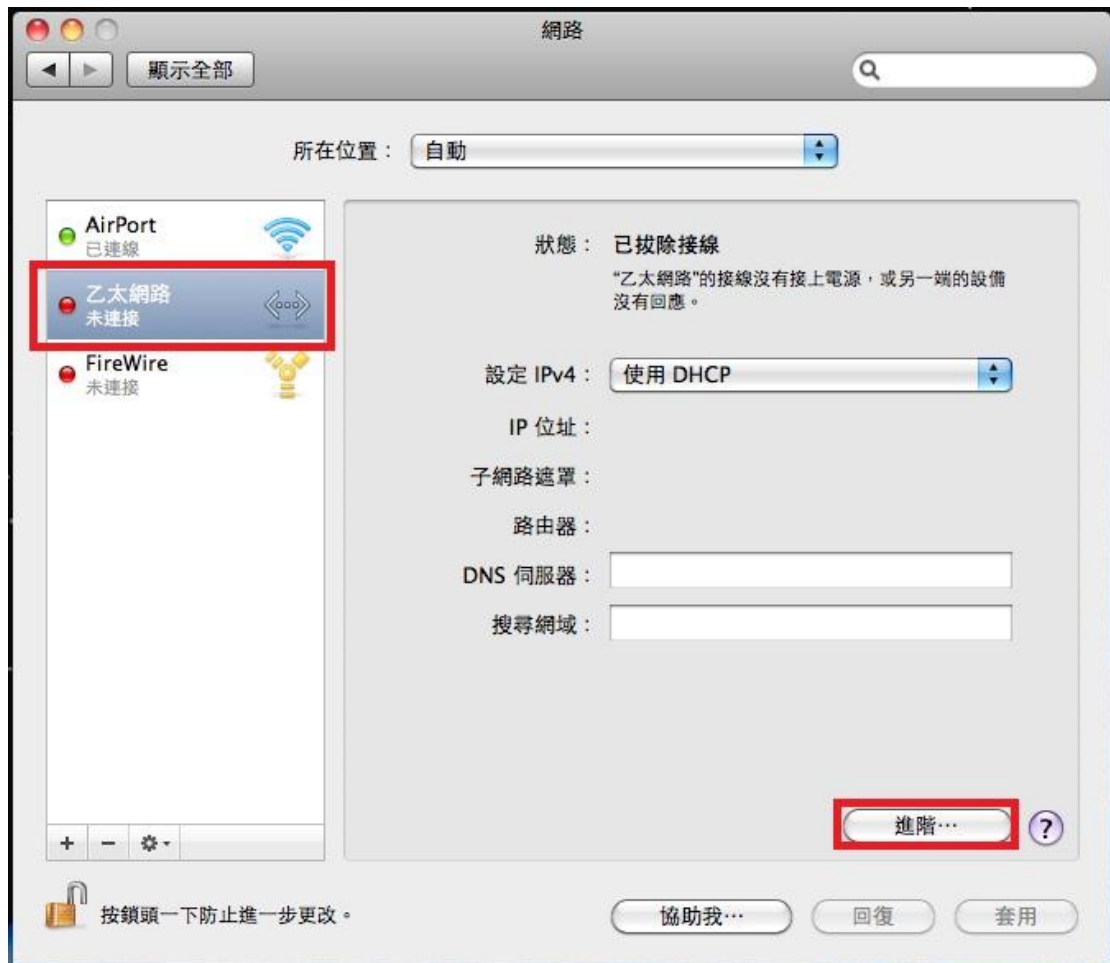 網路
顯示全部
所在位置： 自動
AirPort
已連線
乙太網路
未連接
FireWire
未連接
狀態： 已拔除接線
“乙太網路”的接線沒有接上電源，或另一端的設備
沒有回應。
設定 IPv4： 使用 DHCP
IP 位址：
子網路遮罩：
路由器：
DNS 伺服器：
搜尋網域：
進階…
?
按鎖頭一下防止進一步更改。
協助我…
回復
套用